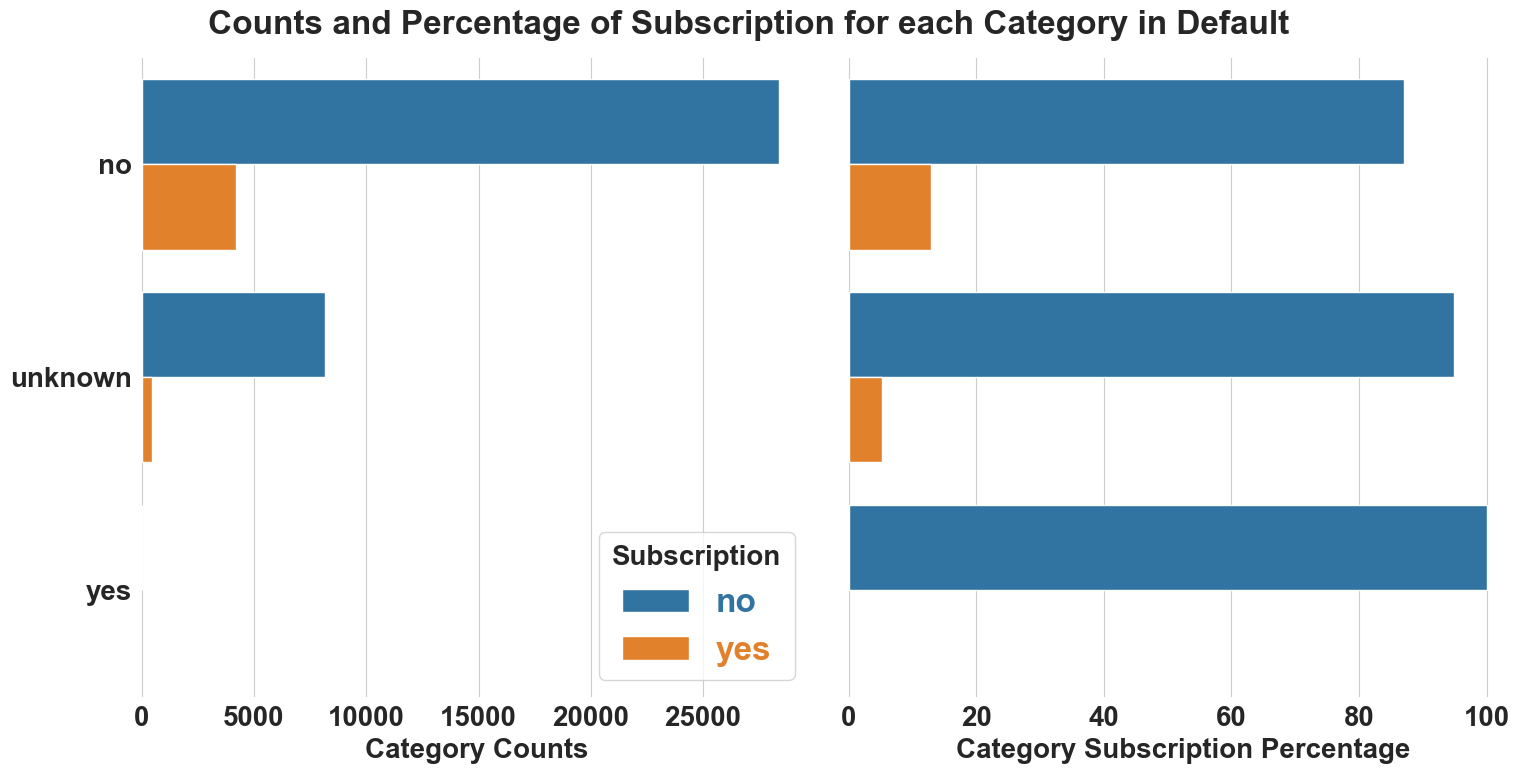 Counts and Percentage of Subscription for each Category in Default
no
unknown
yes
Subscription
no
yes
0 5000 10000 15000 20000 25000
Category Counts
0 20 40 60 80 100
Category Subscription Percentage